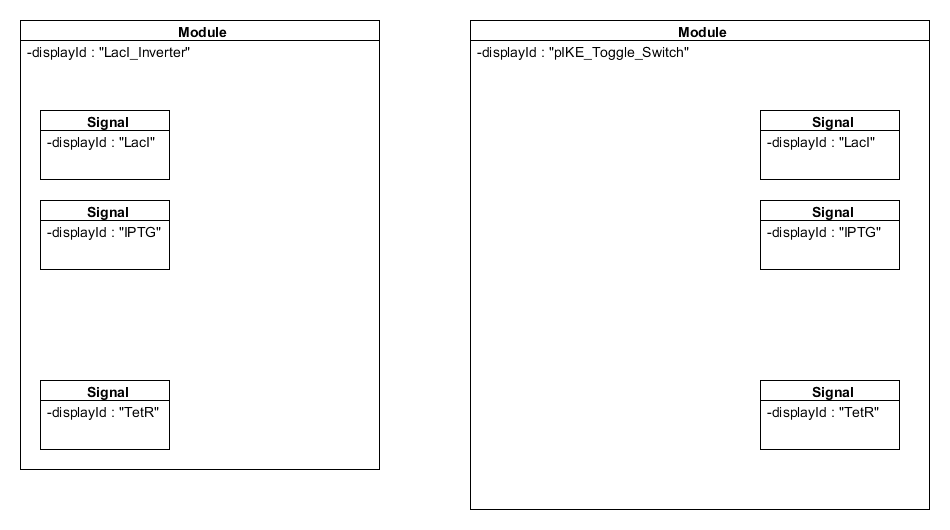 Module
-displayId : "LacI_Inverter"
Signal
-displayId : "LacI"
Signal
-displayId : "IPTG"
Signal
-displayId : "TetR"
Module
-displayId : "pIKE_Toggle_Switch"
Signal
-displayId : "LacI"
Signal
-displayId : "IPTG"
Signal
-displayId : "TetR"